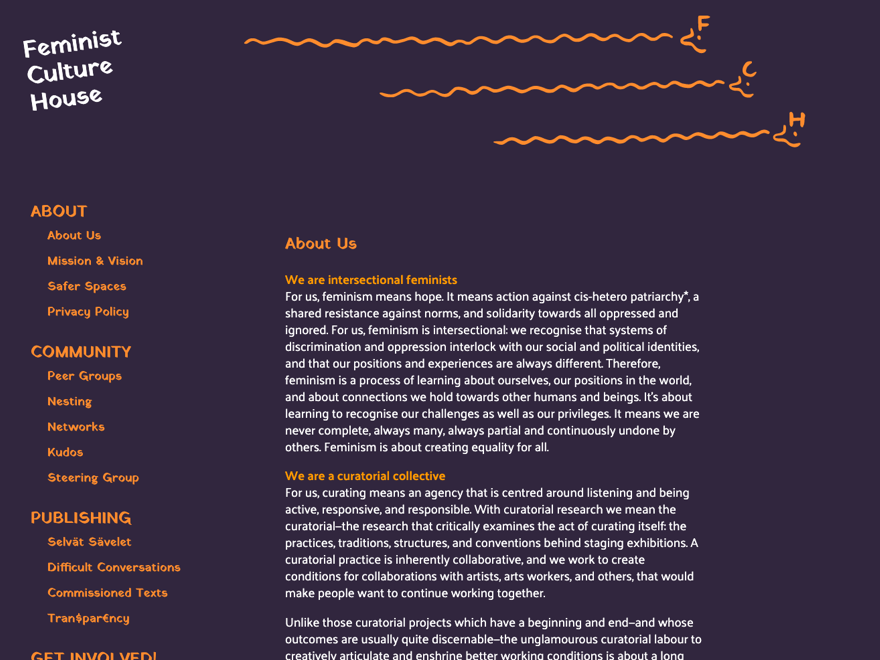 Feminist
Culture
House
F
C
H
ABOUT
About Us
Mission & Vision
Safer Spaces
Privacy Policy
COMMUNITY
Peer Groups
Nesting
Networks
Kudos
Steering Group
PUBLISHING
Selvät Sävelet
Difficult Conversations
Commissioned Texts
Tran$par€ncy
GET INVOLVED!
About Us
We are intersectional feminists
For us, feminism means hope. It means action against cis-hetero patriarchy*, a
shared resistance against norms, and solidarity towards all oppressed and
ignored. For us, feminism is intersectional: we recognise that systems of
discrimination and oppression interlock with our social and political identities,
and that our positions and experiences are always different. Therefore,
feminism is a process of learning about ourselves, our positions in the world,
and about connections we hold towards other humans and beings. It's about
learning to recognise our challenges as well as our privileges. It means we are
never complete, always many, always partial and continuously undone by
others. Feminism is about creating equality for all.
We are a curatorial collective
For us, curating means an agency that is centred around listening and being
active, responsive, and responsible. With curatorial research we mean the
curatorial—the research that critically examines the act of curating itself: the
practices, traditions, structures, and conventions behind staging exhibitions. A
curatorial practice is inherently collaborative, and we work to create
conditions for collaborations with artists, arts workers, and others, that would
make people want to continue working together.
Unlike those curatorial projects which have a beginning and end—and whose
outcomes are usually quite discernable—the unglamourous curatorial labour to
creatively articulate and enshrine better working conditions is about a long